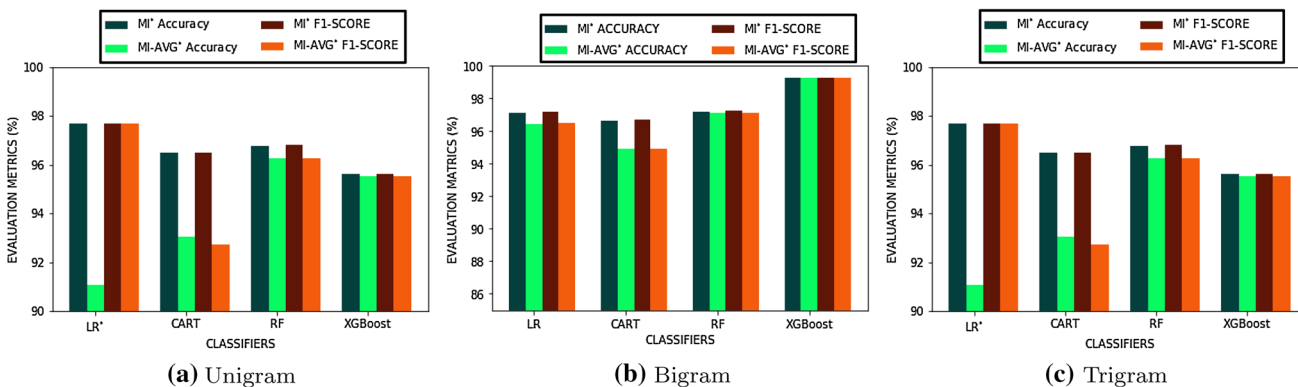 MI* Accuracy MI* F1-SCORE
MI-AVG* Accuracy MI-AVG* F1-SCORE
100
98
96
94
92
90
EVALUATION METRICS (%)
LR* CART RF XGBoost
CLASSIFIERS
(a) Unigram
MI* ACCURACY MI* F1-SCORE
MI-AVG* ACCURACY MI-AVG* F1-SCORE
100
98
96
94
92
90
88
86
EVALUATION MATRICS (%)
LR CART RF XGBoost
CLASSIFIERS
(b) Bigram
MI* Accuracy MI* F1-SCORE
MI-AVG* Accuracy MI-AVG* F1-SCORE
100
98
96
94
92
90
EVALUATION METRICS (%)
LR* CART RF XGBoost
CLASSIFIERS
(c) Trigram